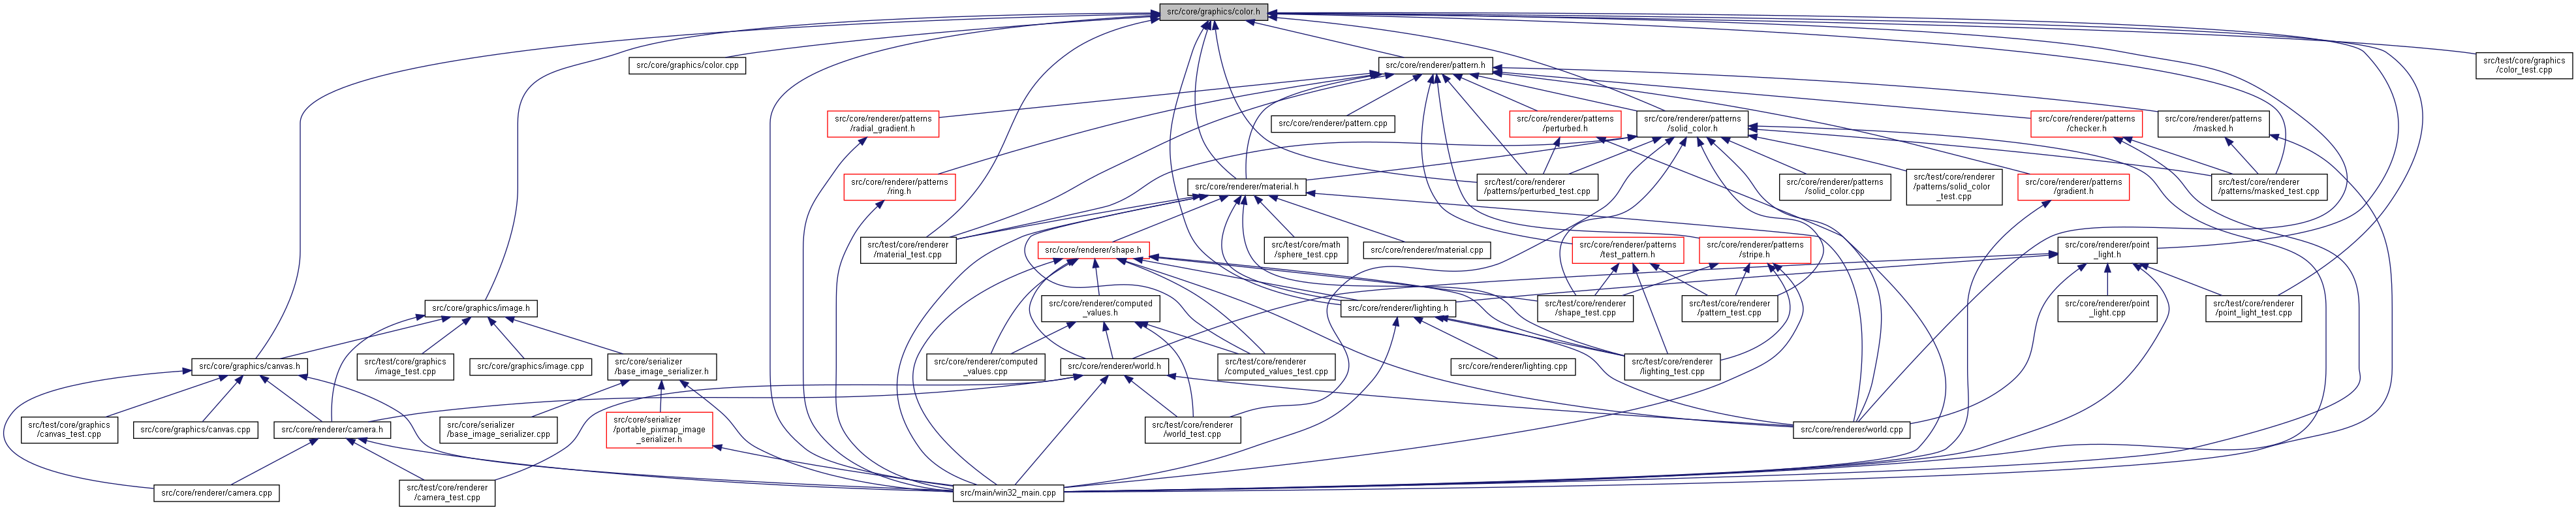 src/core/graphics/color.h
src/core/graphics/color.cpp
src/core/renderer/pattern.h
src/test/core/graphics
/color_test.cpp
src/core/renderer/patterns
/radial_gradient.h
src/core/renderer/pattern.cpp
src/core/renderer/patterns
/perturbed.h
src/core/renderer/patterns
/solid_color.h
src/core/renderer/patterns
/checker.h
src/core/renderer/patterns
/masked.h
src/core/renderer/patterns
/ring.h
src/core/renderer/material.h
src/test/core/renderer
/patterns/perturbed_test.cpp
src/core/renderer/patterns
/solid_color.cpp
src/test/core/renderer
/patterns/solid_color
_test.cpp
src/core/renderer/patterns
/gradient.h
src/test/core/renderer
/patterns/masked_test.cpp
src/test/core/renderer
/material_test.cpp
src/core/renderer/shape.h
src/test/core/math
/sphere_test.cpp
src/core/renderer/material.cpp
src/core/renderer/patterns
/test_pattern.h
src/core/renderer/patterns
/stripe.h
src/core/renderer/point
_light.h
src/core/graphics/image.h
src/core/renderer/computed
_values.h
src/core/renderer/lighting.h
src/test/core/renderer
/shape_test.cpp
src/test/core/renderer
/pattern_test.cpp
src/core/renderer/point
_light.cpp
src/test/core/renderer
/point_light_test.cpp
src/core/graphics/canvas.h
src/test/core/graphics
/image_test.cpp
src/core/graphics/image.cpp
src/core/serializer
/base_image_serializer.h
src/core/renderer/computed
_values.cpp
src/core/renderer/world.h
src/test/core/renderer
/computed_values_test.cpp
src/core/renderer/lighting.cpp
src/test/core/renderer
/lighting_test.cpp
src/test/core/graphics
/canvas_test.cpp
src/core/graphics/canvas.cpp
src/core/renderer/camera.h
src/core/serializer
/base_image_serializer.cpp
src/core/serializer
/portable_pixmap_image
_serializer.h
src/test/core/renderer
/world_test.cpp
src/core/renderer/world.cpp
src/core/renderer/camera.cpp
src/test/core/renderer
/camera_test.cpp
src/main/win32_main.cpp